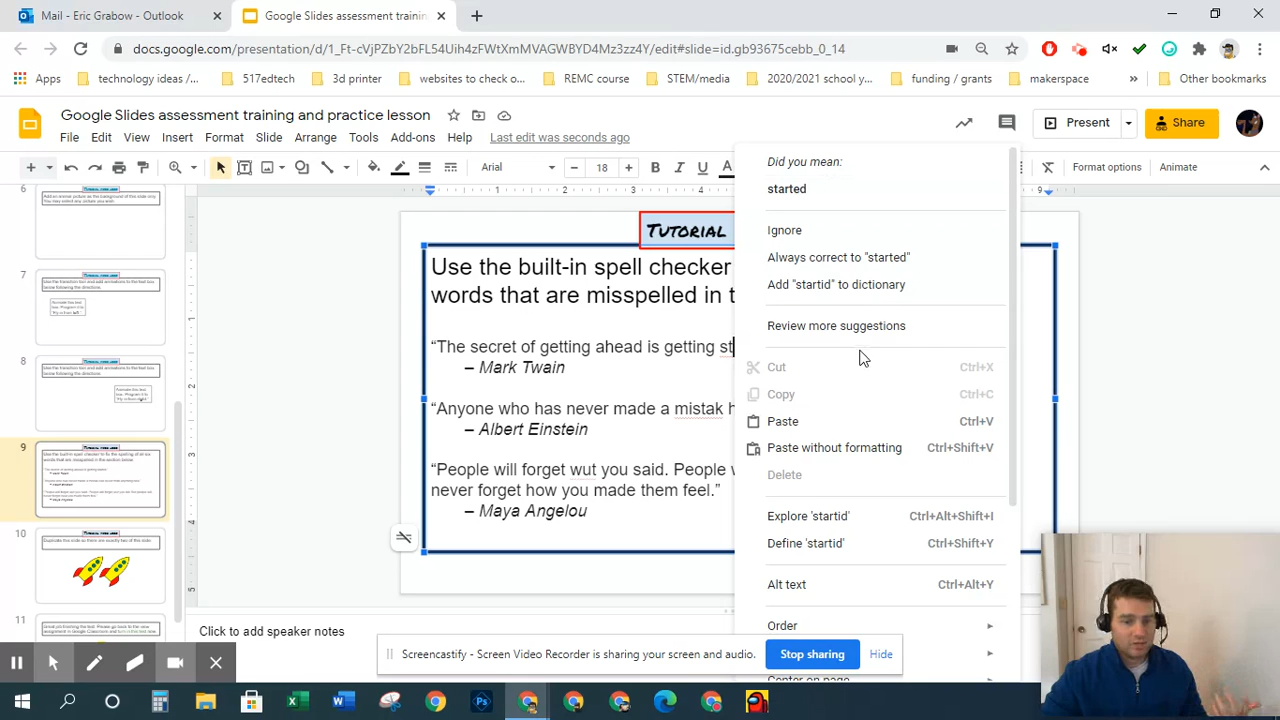 Mail - Eric Grabow - Outlook
Google Slides assessment trainin
docs.google.com/presentation/d/1_Ft-cVjPZbY2bFL54Uih4zFWtXmMVAGWBYD4Mz3zz4Y/edit#slide=id.gb93675cebb_0_14
Apps
technology ideas /...
517edtech
3d printer
websites to check o...
REMC course
STEM/media
2020/2021 school y...
funding / grants
makerspace
»
Other bookmarks
Google Slides assessment training and practice lesson
File Edit View Insert Format Slide Arrange Tools Add-ons Help Last edit was seconds ago
Present
Share
Arial
18
B I U A
Format options
Animate
Tutorial
Use the built-in spell checker
words that are misspelled in t
“The secret of getting ahead is getting st
– Mark Twain
“Anyone who has never made a mistak h
– Albert Einstein
“People will forget wut you said. People w
never forget how you made them feel.”
– Maya Angelou
Did you mean:
started
Ignore
Always correct to "started"
Add "startid" to dictionary
Review more suggestions
Cut Ctrl+X
Copy Ctrl+C
Paste Ctrl+V
Paste without formatting Ctrl+Shift+V
Delete
Explore 'startid' Ctrl+Alt+Shift+I
Define 'startid' Ctrl+Shift+Y
Alt text Ctrl+Alt+Y
Order
Center on page
6
7
8
9
10
11
Click to add speaker notes
Screencastify - Screen Video Recorder is sharing your screen and audio.
Stop sharing
Hide